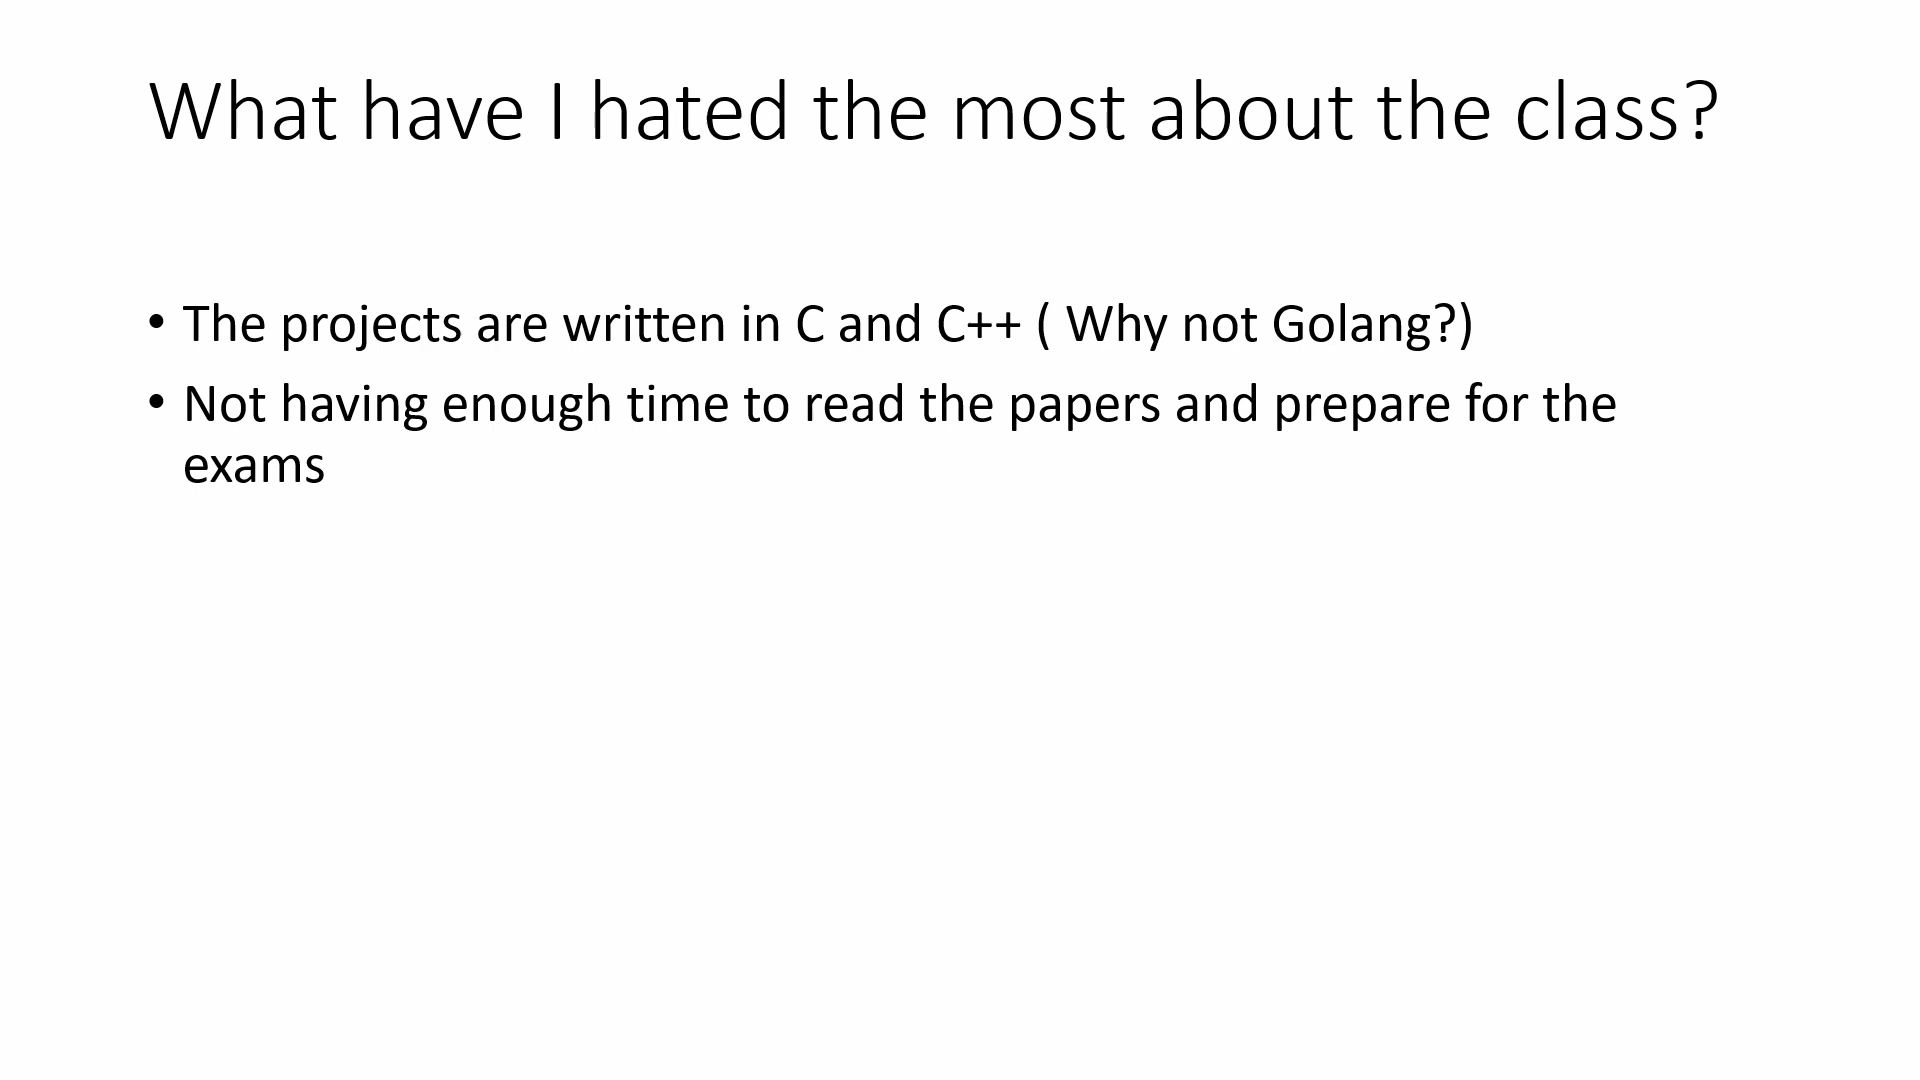 What have I hated the most about the class?
• The projects are written in C and C++ ( Why not Golang?)
• Not having enough time to read the papers and prepare for the
exams